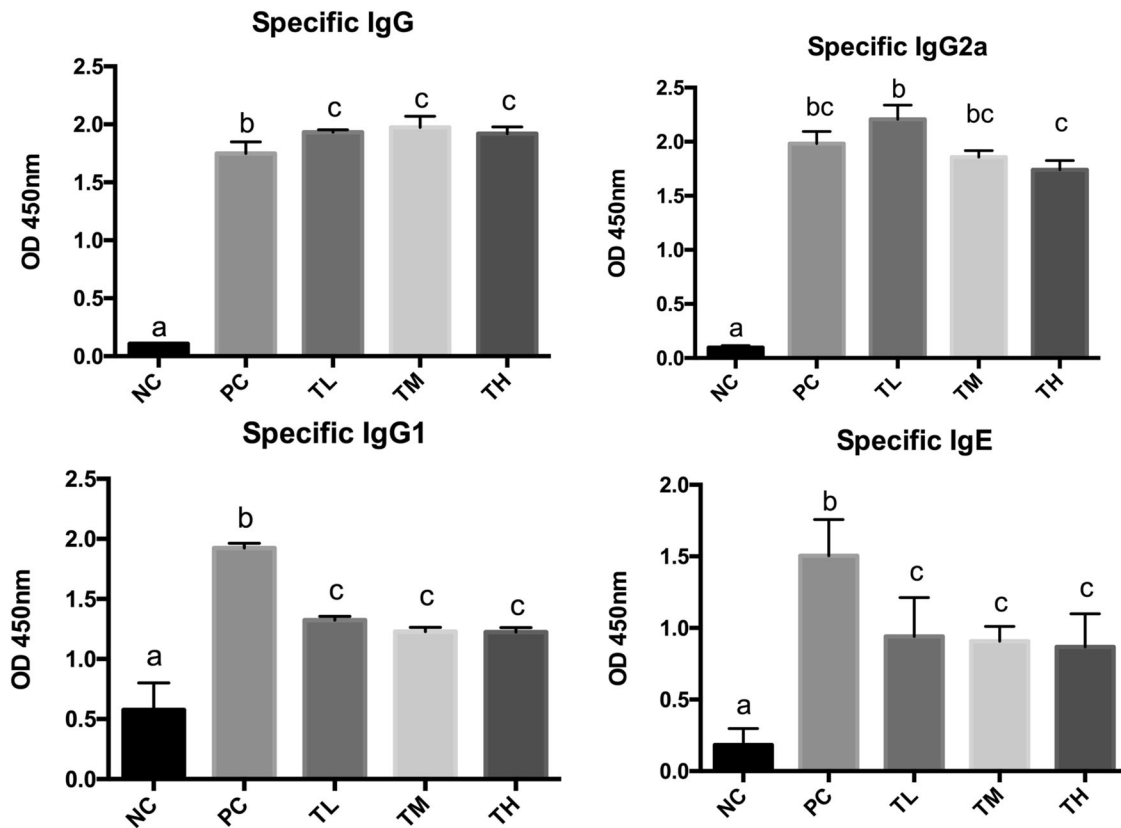 Specific IgG
OD 450nm
2.5
2.0
1.5
1.0
0.5
0.0
a
b
c
c
c
NC
PC
TL
TM
TH
Specific IgG2a
OD 450nm
2.5
2.0
1.5
1.0
0.5
0.0
a
bc
b
bc
c
NC
PC
TL
TM
TH
Specific IgG1
OD 450nm
2.5
2.0
1.5
1.0
0.5
0.0
a
b
c
c
c
NC
PC
TL
TM
TH
Specific IgE
OD 450nm
2.0
1.5
1.0
0.5
0.0
a
b
c
c
c
NC
PC
TL
TM
TH